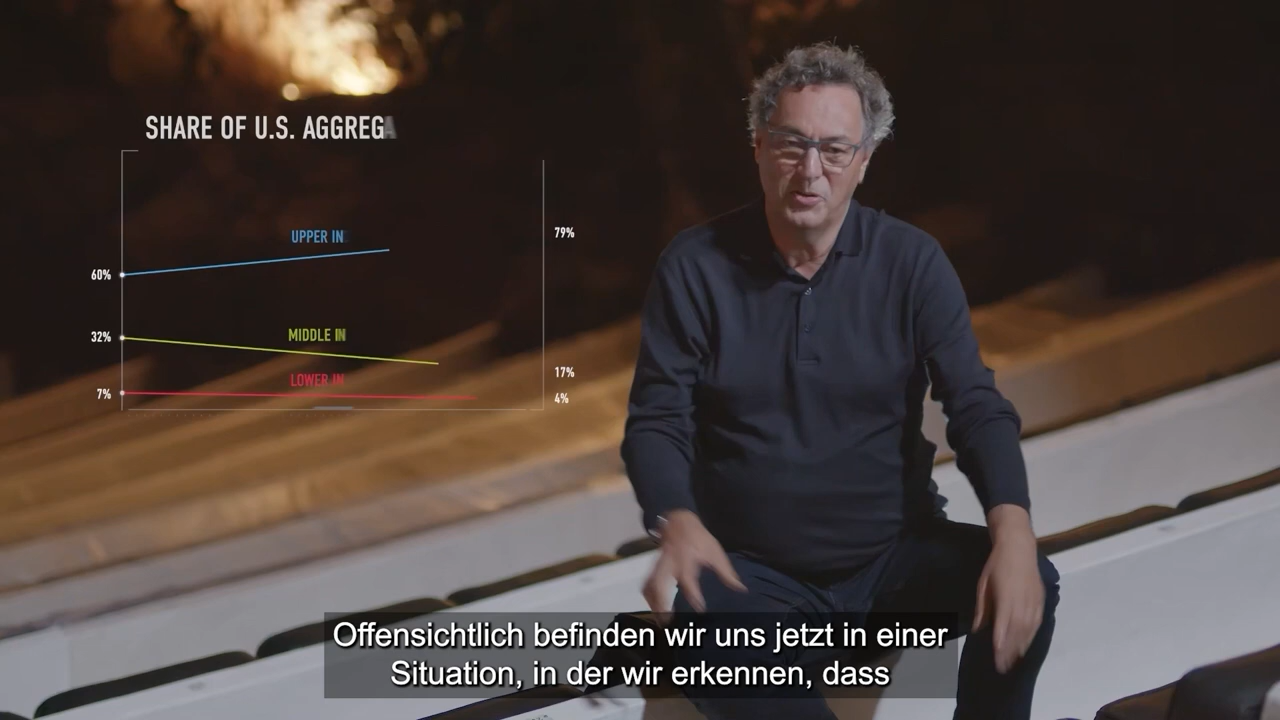 SHARE OF U.S. AGGREGA
UPPER IN
79%
60%
MIDDLE IN
32%
LOWER IN
17%
7%
4%
Offensichtlich befinden wir uns jetzt in einer
Situation, in der wir erkennen, dass